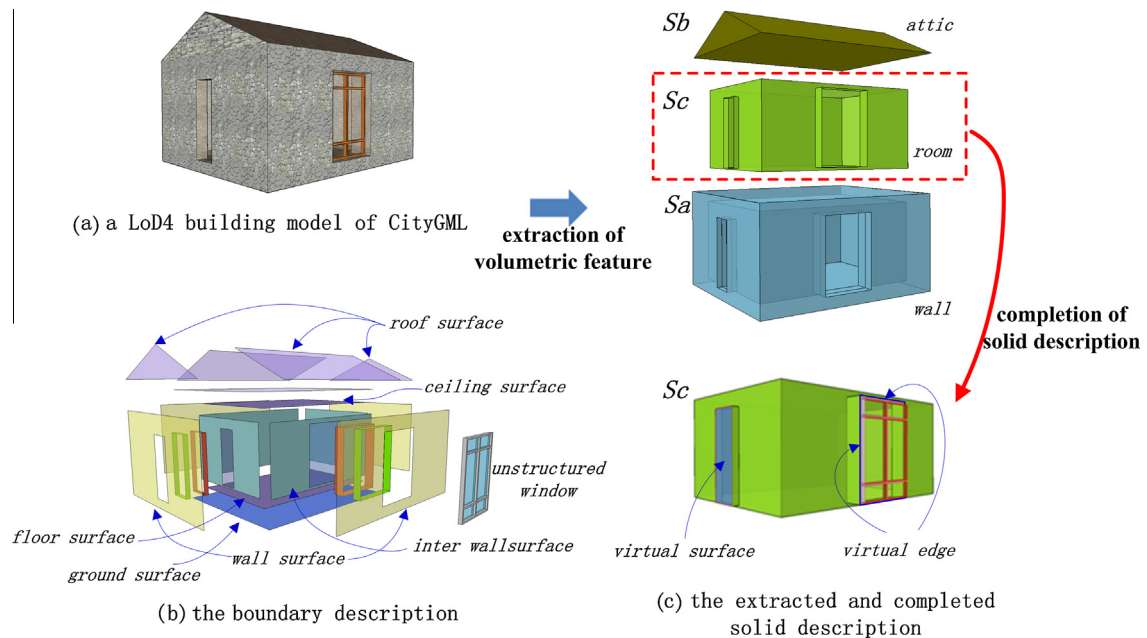 (a) a LoD4 building model of CityGML
extraction of
volumetric feature
Sb
attic
Sc
room
Sa
wall
completion of
solid description
roof surface
ceiling surface
unstructured
window
floor surface
wall surface
inter wallsurface
ground surface
(b) the boundary description
Sc
virtual surface
virtual edge
(c) the extracted and completed
solid description